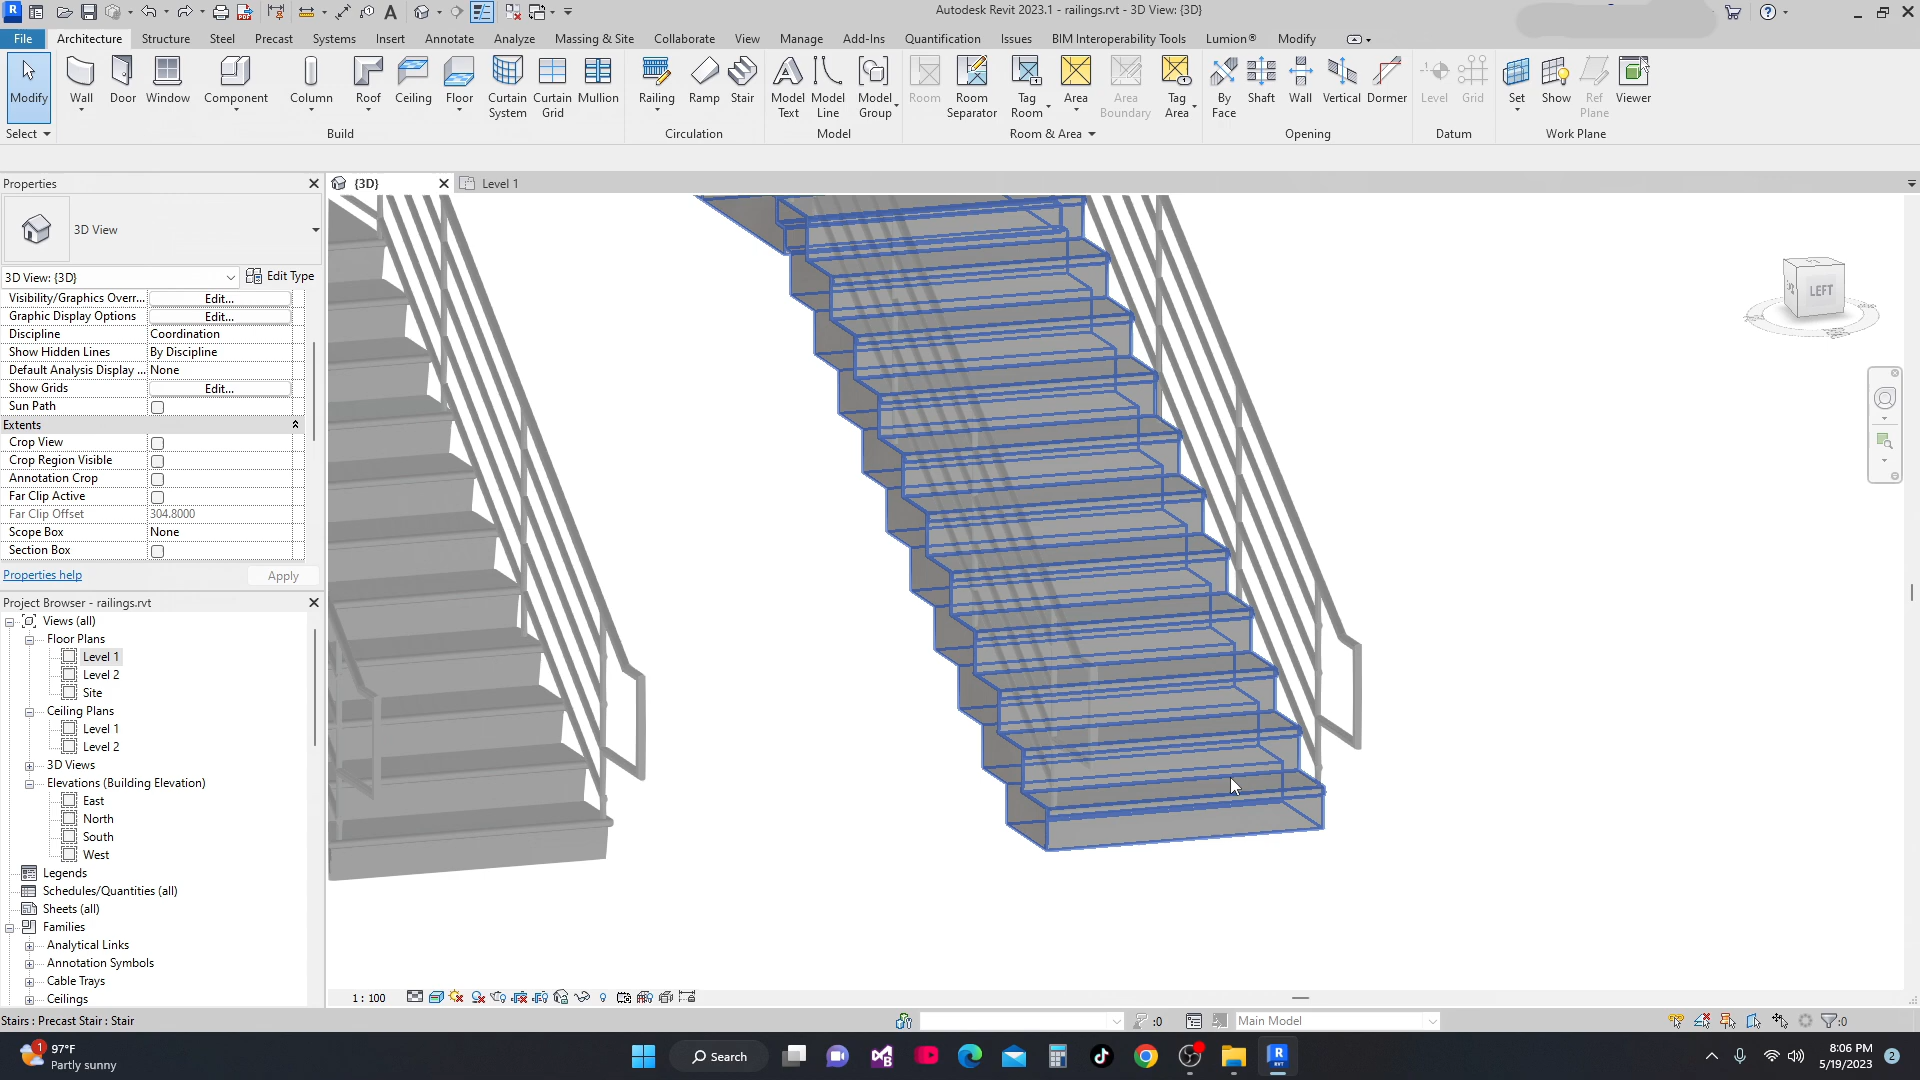 R
A
Autodesk Revit 2023.1 - railings.rvt - 3D View: {3D}
File Architecture Structure Steel Precast Systems Insert Annotate Analyze Massing & Site Collaborate View Manage Add-Ins Quantification Issues BIM Interoperability Tools Lumion® Modify
Modify Wall Door Window Component Column Roof Ceiling Floor Curtain System Curtain Grid Mullion Railing Ramp Stair Model Text Model Line Model Group Room Room Separator Tag Room Area Area Boundary Tag Area By Face Shaft Wall Vertical Dormer Level Grid Set Show Ref Plane Viewer
Select Build Circulation Model Room & Area Opening Datum Work Plane
Properties
{3D}
Level 1
3D View
3D View: {3D}
Edit Type
Visibility/Graphics Overr... Edit...
Graphic Display Options Edit...
Discipline Coordination
Show Hidden Lines By Discipline
Default Analysis Display ... None
Show Grids Edit...
Sun Path
Extents
Crop View
Crop Region Visible
Annotation Crop
Far Clip Active
Far Clip Offset 304.8000
Scope Box None
Section Box
Properties help Apply
LEFT
Project Browser - railings.rvt
Views (all)
Floor Plans
Level 1
Level 2
Site
Ceiling Plans
Level 1
Level 2
3D Views
Elevations (Building Elevation)
East
North
South
West
Legends
Schedules/Quantities (all)
Sheets (all)
Families
Analytical Links
Annotation Symbols
Cable Trays
Ceilings
1 : 100
Stairs : Precast Stair : Stair
:0
Main Model
:0
1
97°F
Partly sunny
Search
8:06 PM
5/19/2023
2